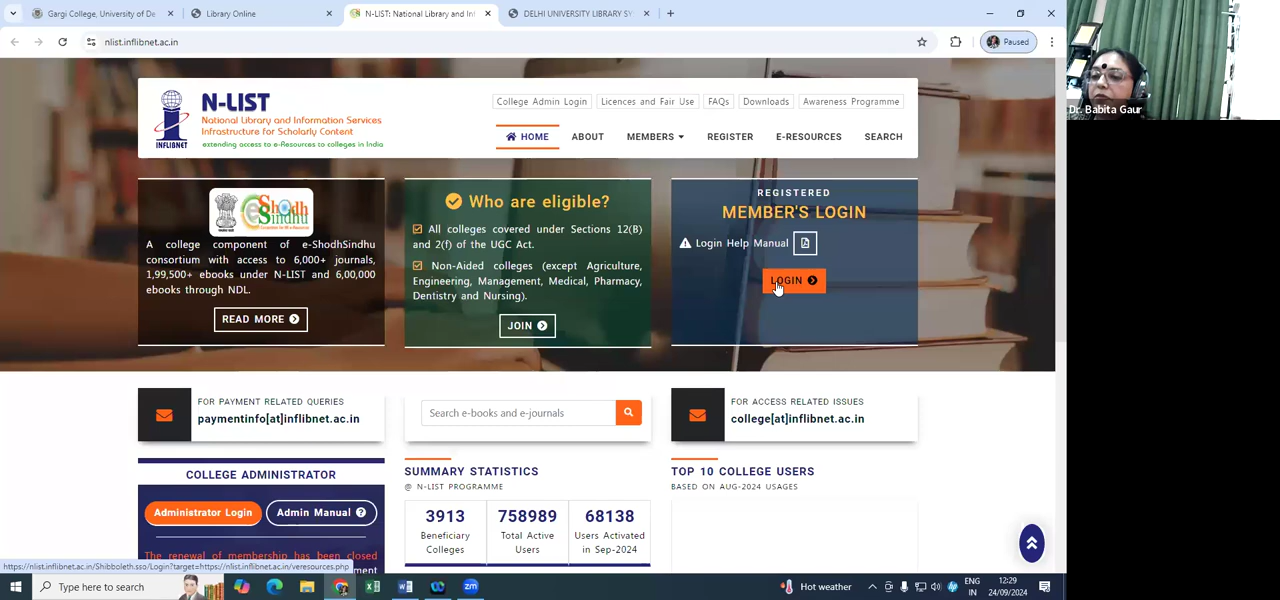 Gargi College, University of De
Library Online
N-LIST: National Library and In
DELHI UNIVERSITY LIBRARY SY
nlist.inflibnet.ac.in
Paused
Dr. Babita Gaur
INFLIBNET
N-LIST
National Library and Information Services
Infrastructure for Scholarly Content
extending access to e-Resources to colleges in India
College Admin Login
Licences and Fair Use
FAQs
Downloads
Awareness Programme
HOME
ABOUT
MEMBERS
REGISTER
E-RESOURCES
SEARCH
A college component of e-ShodhSindhu
consortium with access to 6,000+ journals,
1,99,500+ ebooks under N-LIST and 6,00,000
ebooks through NDL.
READ MORE
Who are eligible?
All colleges covered under Sections 12(B)
and 2(f) of the UGC Act.
Non-Aided colleges (except Agriculture,
Engineering, Management, Medical, Pharmacy,
Dentistry and Nursing).
JOIN
REGISTERED
MEMBER'S LOGIN
Login Help Manual
LOGIN
FOR PAYMENT RELATED QUERIES
paymentinfo[at]inflibnet.ac.in
Search e-books and e-journals
FOR ACCESS RELATED ISSUES
college[at]inflibnet.ac.in
COLLEGE ADMINISTRATOR
Administrator Login
Admin Manual
The renewal of membership has been closed
ment
SUMMARY STATISTICS
@ N-LIST PROGRAMME
3913
Beneficiary
Colleges
758989
Total Active
Users
68138
Users Activated
in Sep-2024
TOP 10 COLLEGE USERS
BASED ON AUG-2024 USAGES
https://nlist.inflibnet.ac.in/Shibboleth.sso/Login?target=https://nlist.inflibnet.ac.in/veresources.php
Type here to search
Hot weather
ENG
IN
12:29
24/09/2024